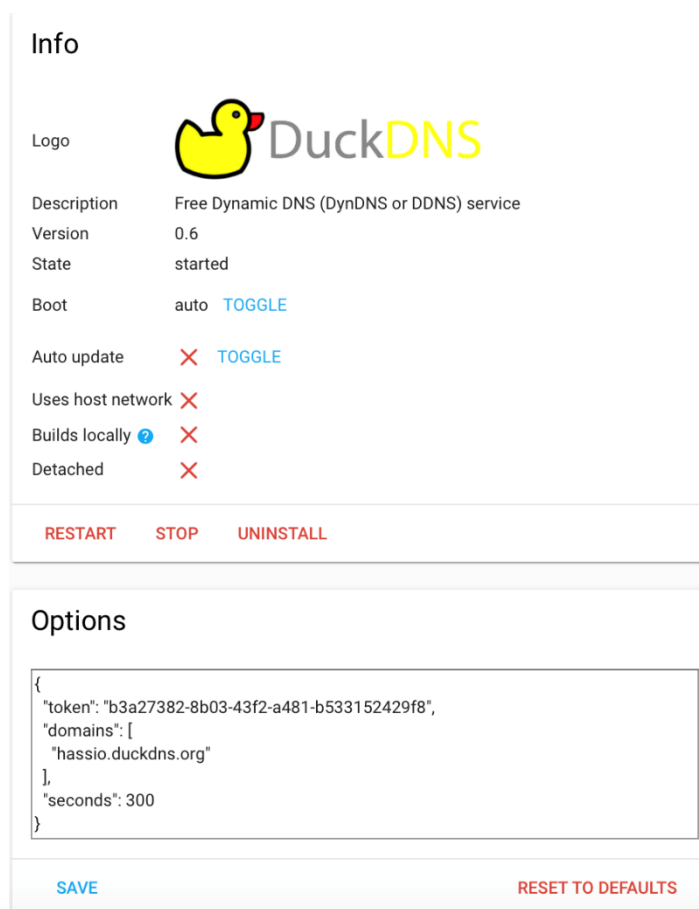 Info
Logo
DuckDNS
Description Free Dynamic DNS (DynDNS or DDNS) service
Version 0.6
State started
Boot auto TOGGLE
Auto update TOGGLE
Uses host network
Builds locally ?
Detached
RESTART STOP UNINSTALL
Options
{
"token": "b3a27382-8b03-43f2-a481-b533152429f8",
"domains": [
"hassio.duckdns.org"
],
"seconds": 300
}
SAVE RESET TO DEFAULTS